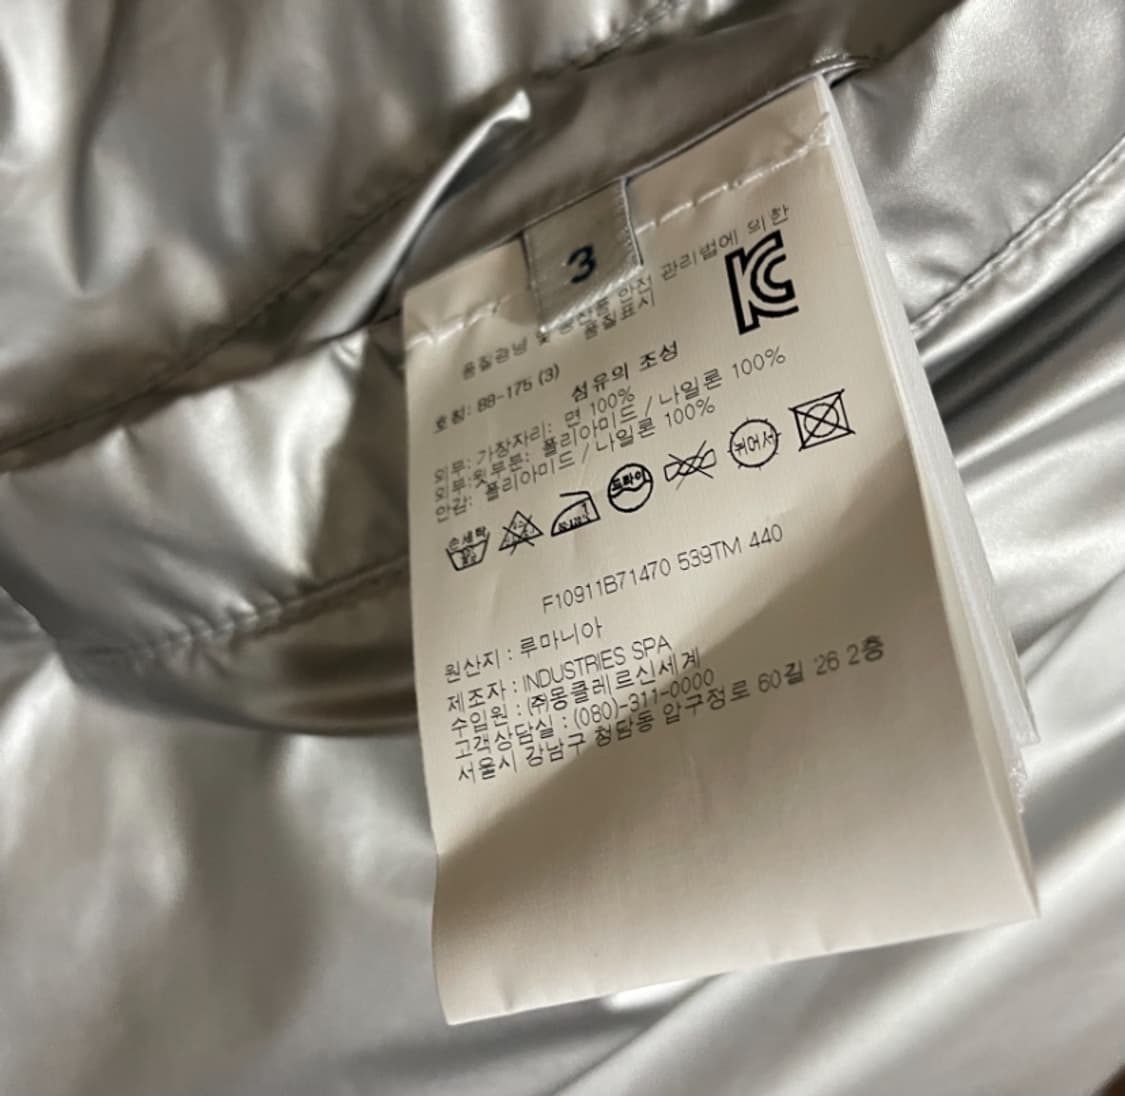 3
품질경영 및 공산품 안전 관리법에 의한
품질표시
KC
호칭: 88-175 (3)
섬유의 조성
외부: 가장자리: 면 100%
외부: 윗부분: 폴리아미드 / 나일론 100%
안감: 폴리아미드 / 나일론 100%
손세탁
중성
드라이
뉘어서
F10911B71470 539TM 440
원산지 : 루마니아
제조자 : INDUSTRIES SPA
수입원 : (주)몽클레르신세계
고객상담실 : (080)-311-0000
서울시 강남구 청담동 압구정로 60길 '26 2층